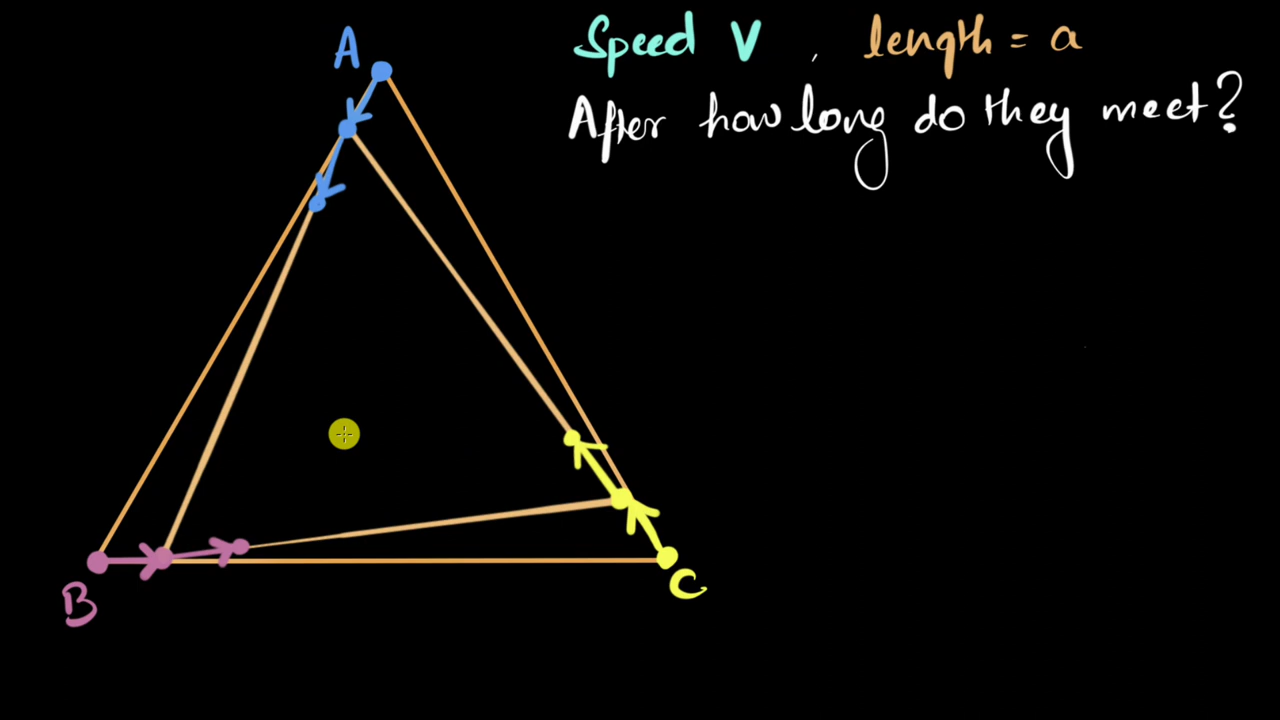 A
Speed V , length = a
After how long do they meet?
B
C